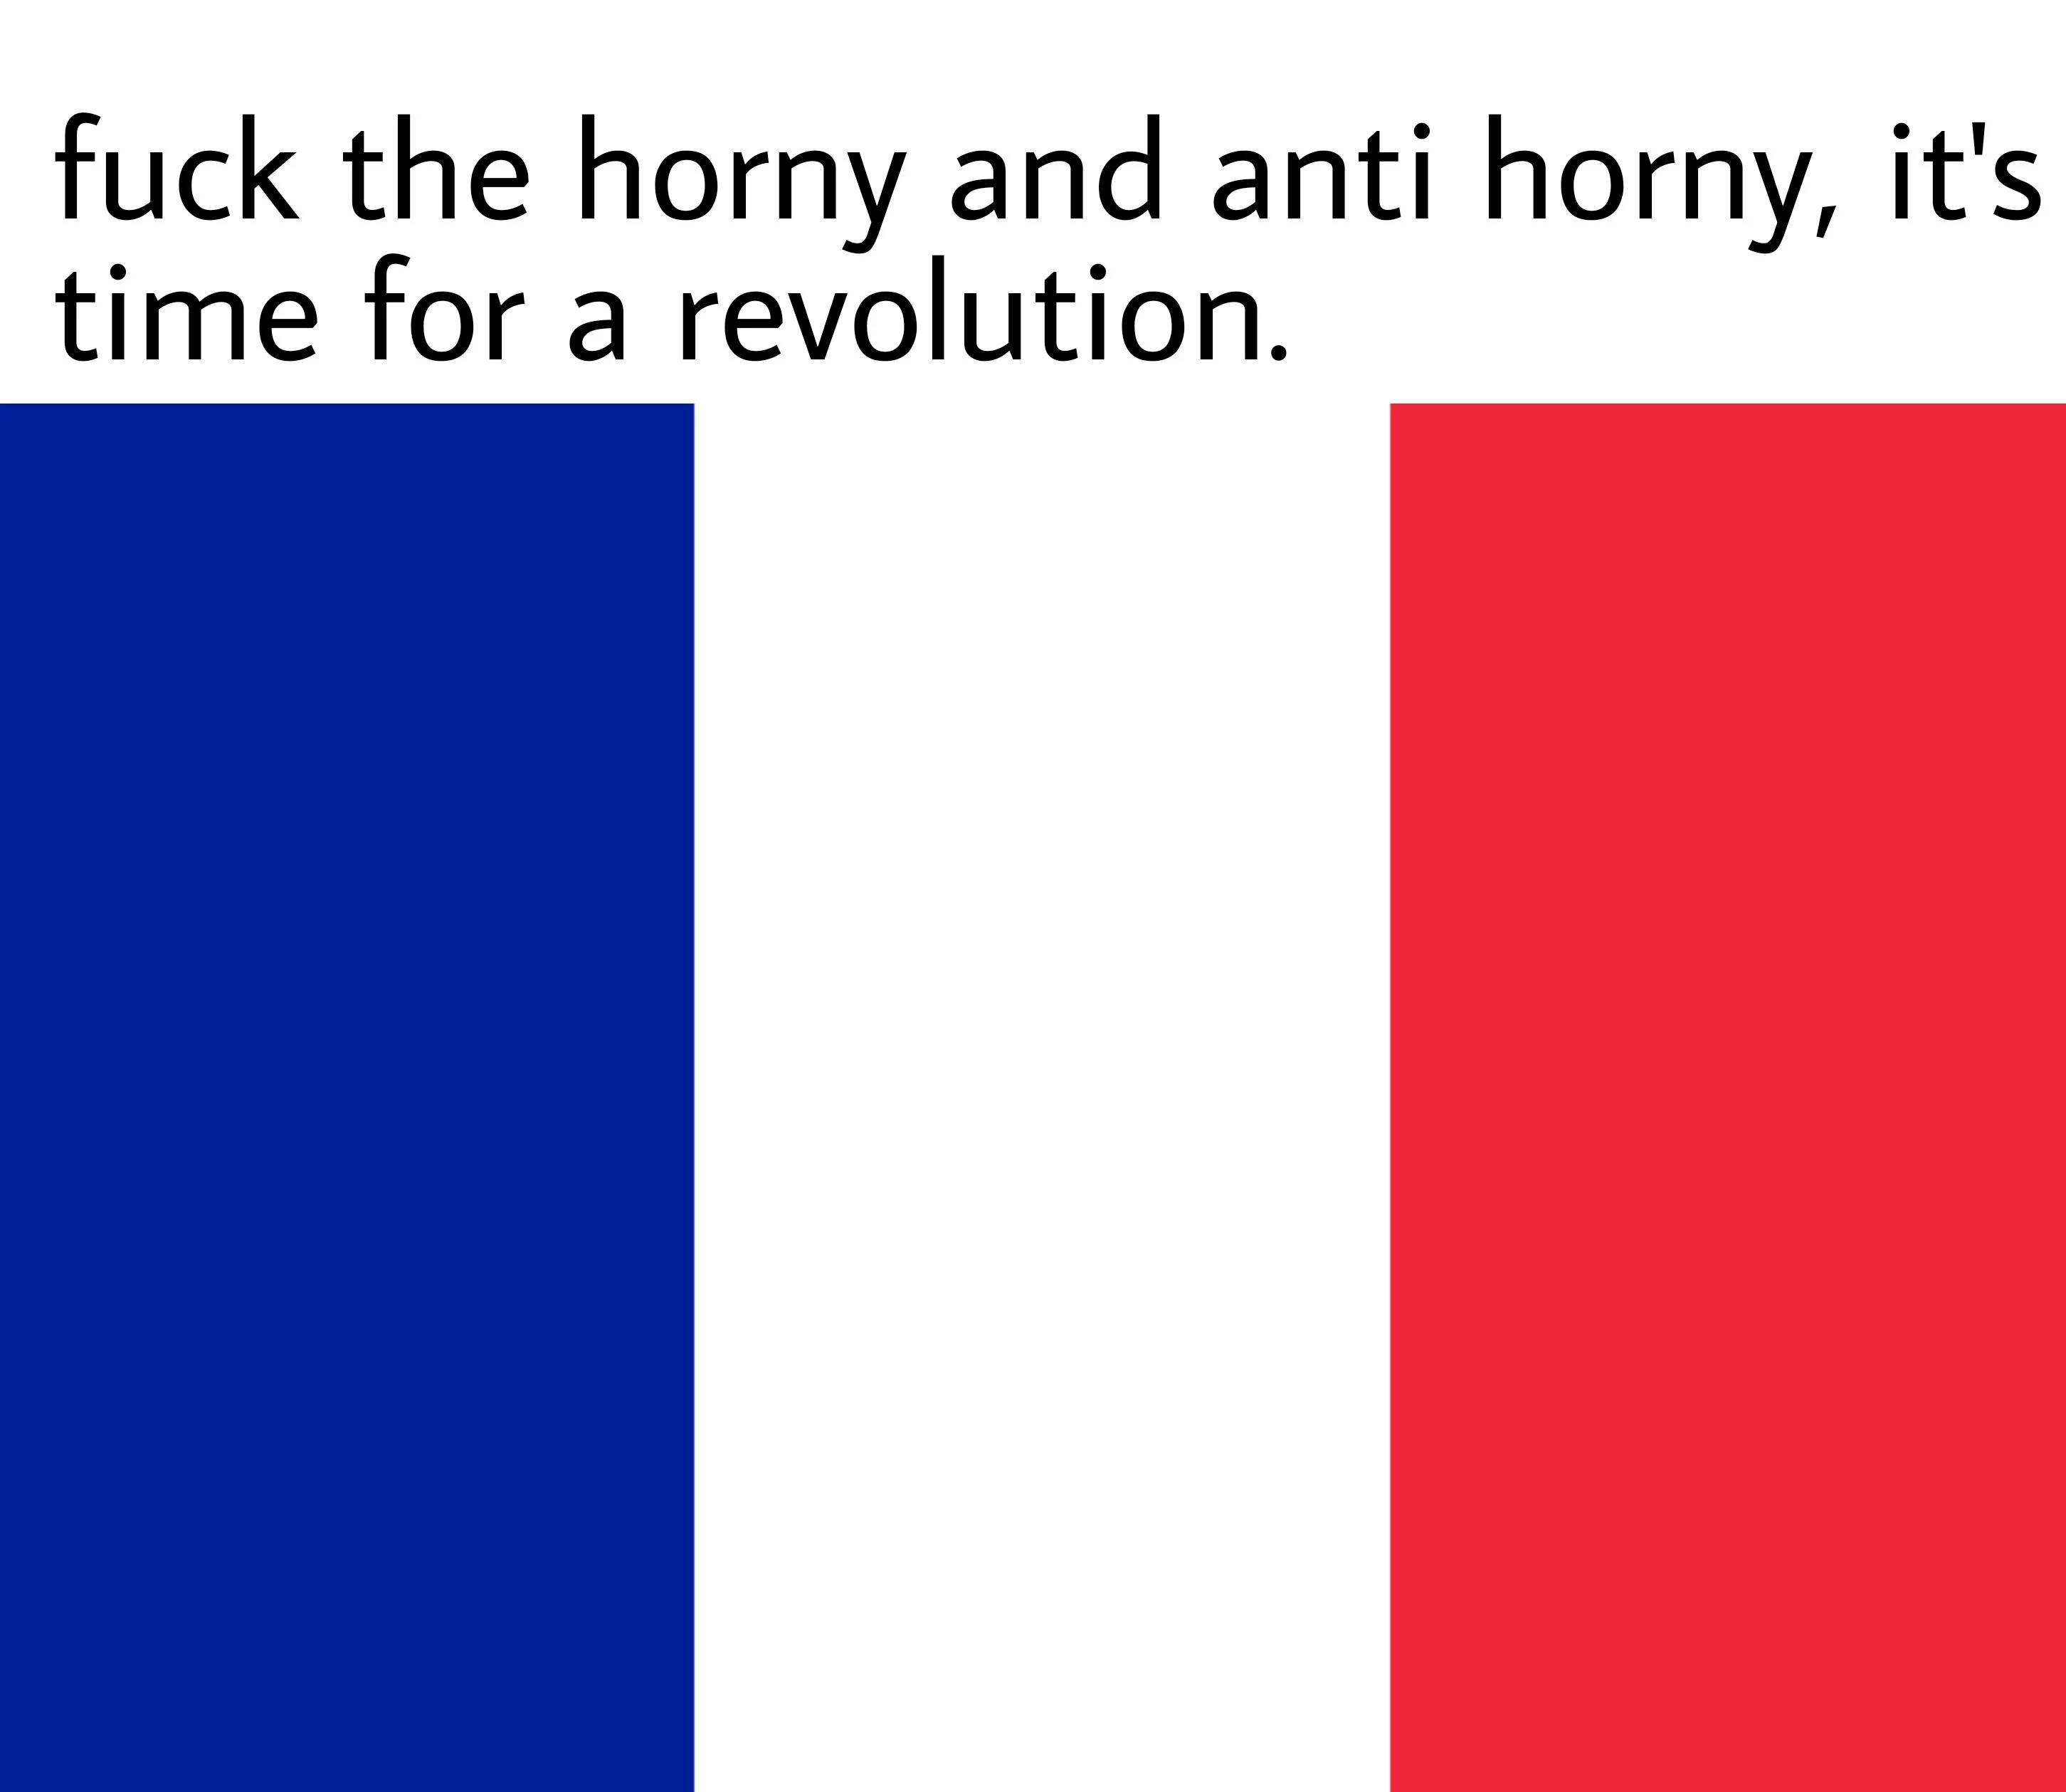 fuck the horny and anti horny, it's
time for a revolution.